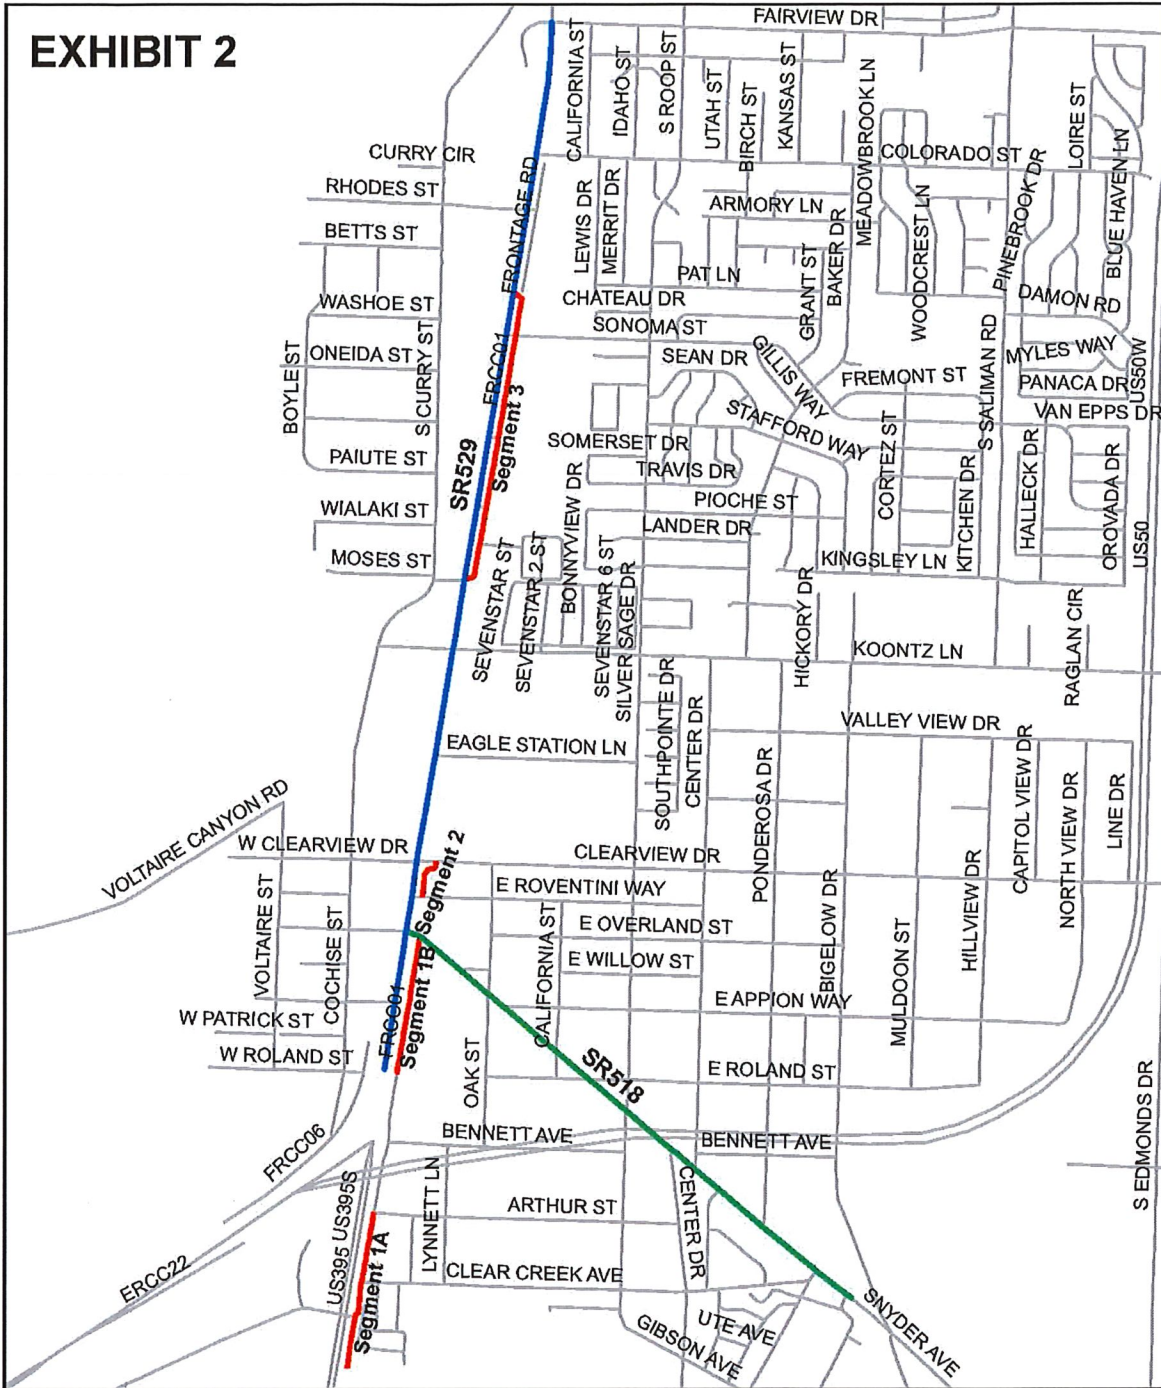 EXHIBIT 2
FAIRVIEW DR
CALIFORNIA ST
IDAHO ST
S ROOP ST
UTAH ST
BIRCH ST
KANSAS ST
MEADOWBROOK LN
LOIRE ST
CURRY CIR
COLORADO ST
RHODES ST
FRONTAGE RD
LEWIS DR
MERRIT DR
ARMORY LN
WOODCREST LN
PINEBROOK DR
BLUE HAVEN LN
BETTS ST
PAT LN
GRANT ST
BAKER DR
WASHOE ST
CHATEAU DR
DAMON RD
SONOMA ST
ONEIDA ST
BOYLE ST
S CURRY ST
FRCC01
Segment 3
SEAN DR
GILLIS WAY
FREMONT ST
S SALIMAN RD
MYLES WAY
PANACA DR
US50W
VAN EPPS DR
STAFFORD WAY
SOMERSET DR
PAIUTE ST
SR529
TRAVIS DR
CORTEZ ST
KITCHEN DR
HALLECK DR
OROVADA DR
PIOCHE ST
WIALAKI ST
LANDER DR
US50
MOSES ST
SEVENSTAR ST
SEVENSTAR 2 ST
BONNYVIEW DR
SEVENSTAR 6 ST
SILVER SAGE DR
KINGSLEY LN
HICKORY DR
RAGLAN CIR
KOONTZ LN
SOUTHPOINTE DR
CENTER DR
VALLEY VIEW DR
EAGLE STATION LN
PONDEROSA DR
CAPITOL VIEW DR
NORTH VIEW DR
LINE DR
VOLTAIRE CANYON RD
W CLEARVIEW DR
Segment 2
CLEARVIEW DR
E ROVENTINI WAY
VOLTAIRE ST
COCHISE ST
CALIFORNIA ST
E OVERLAND ST
BIGELOW DR
MULDOON ST
HILLVIEW DR
E WILLOW ST
FRCC01
Segment 1B
E APPION WAY
W PATRICK ST
W ROLAND ST
OAK ST
SR518
E ROLAND ST
S EDMONDS DR
FRCC06
BENNETT AVE
BENNETT AVE
US395
US395S
LYNNETT LN
ARTHUR ST
CENTER DR
ERCC22
Segment 1A
CLEAR CREEK AVE
UTE AVE
GIBSON AVE
SNYDER AVE